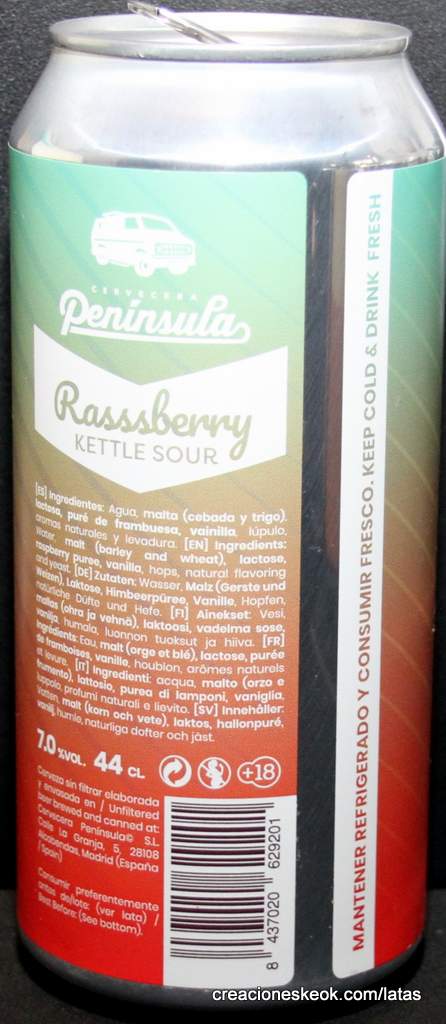 CERVECERA
Península
Rasssberry
KETTLE SOUR
[ES] Ingredientes: Agua, malta (cebada y trigo),
lactosa, puré de frambuesa, vainilla, lúpulo,
aromas naturales y levadura. [EN] Ingredients:
Water, malt (barley and wheat), lactose,
raspberry puree, vanilla, hops, natural flavoring
and yeast. [DE] Zutaten: Wasser, Malz (Gerste und
Weizen), Laktose, Himbeerpüree, Vanille, Hopfen,
natürliche Düfte und Hefe. [FI] Ainekset: Vesi,
mallas (ohra ja vehnä), laktoosi, vadelma sose,
vanilja, humala, luonnon tuoksut ja hiiva. [FR]
Ingrédients: Eau, malt (orge et blé), lactose, purée
de framboises, vanille, houblon, arômes naturels
et levure. [IT] Ingredienti: acqua, malto (orzo e
frumento), lattosio, purea di lamponi, vaniglia,
luppolo, profumi naturali e lievito. [SV] Innehåller:
Vatten, malt (korn och vete), laktos, hallonpuré,
vanilj, humle, naturliga dofter och jäst.
7.0 %VOL. 44 CL
+18
Cerveza sin filtrar elaborada
y envasada en / Unfiltered
beer brewed and canned at:
Cervecera Península© S.L.
Calle La Granja, 5, 28108
Alcobendas, Madrid (España
/ Spain)
Consumir preferentemente
antes de/lote: (ver lata) /
Best Before: (See bottom).
8 437020 629201
MANTENER REFRIGERADO Y CONSUMIR FRESCO. KEEP COLD & DRINK FRESH
creacioneskeok.com/latas